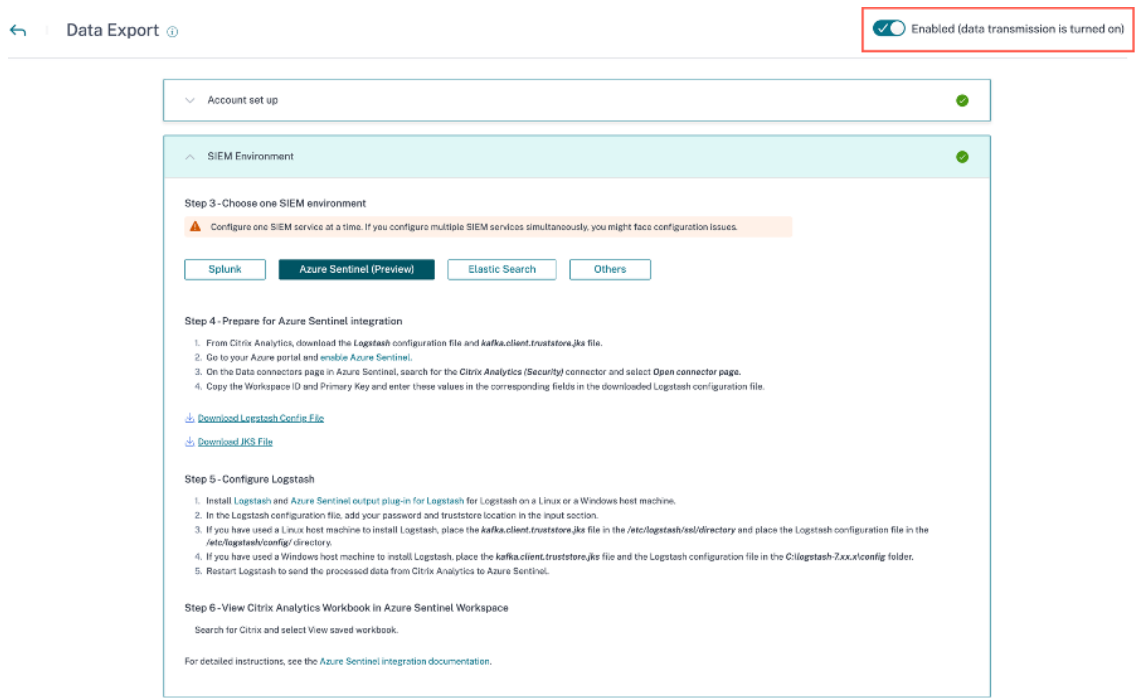 Data Export
Enabled (data transmission is turned on)
Account set up
SIEM Environment
Step 3 - Choose one SIEM environment
Configure one SIEM service at a time. If you configure multiple SIEM services simultaneously, you might face configuration issues.
Splunk
Azure Sentinel (Preview)
Elastic Search
Others
Step 4 - Prepare for Azure Sentinel integration
1. From Citrix Analytics, download the Logstash configuration file and kafka.client.truststore.jks file.
2. Go to your Azure portal and enable Azure Sentinel.
3. On the Data connectors page in Azure Sentinel, search for the Citrix Analytics (Security) connector and select Open connector page.
4. Copy the Workspace ID and Primary Key and enter these values in the corresponding fields in the downloaded Logstash configuration file.
Download Logstash Config File
Download JKS File
Step 5 - Configure Logstash
1. Install Logstash and Azure Sentinel output plug-in for Logstash for Logstash on a Linux or a Windows host machine.
2. In the Logstash configuration file, add your password and truststore location in the input section.
3. If you have used a Linux host machine to install Logstash, place the kafka.client.truststore.jks file in the /etc/logstash/ssl/directory and place the Logstash configuration file in the
/etc/logstash/config/ directory.
4. If you have used a Windows host machine to install Logstash, place the kafka.client.truststore.jks file and the Logstash configuration file in the C:\logstash-7.xx.x\config folder.
5. Restart Logstash to send the processed data from Citrix Analytics to Azure Sentinel.
Step 6 - View Citrix Analytics Workbook in Azure Sentinel Workspace
Search for Citrix and select View saved workbook.
For detailed instructions, see the Azure Sentinel integration documentation.